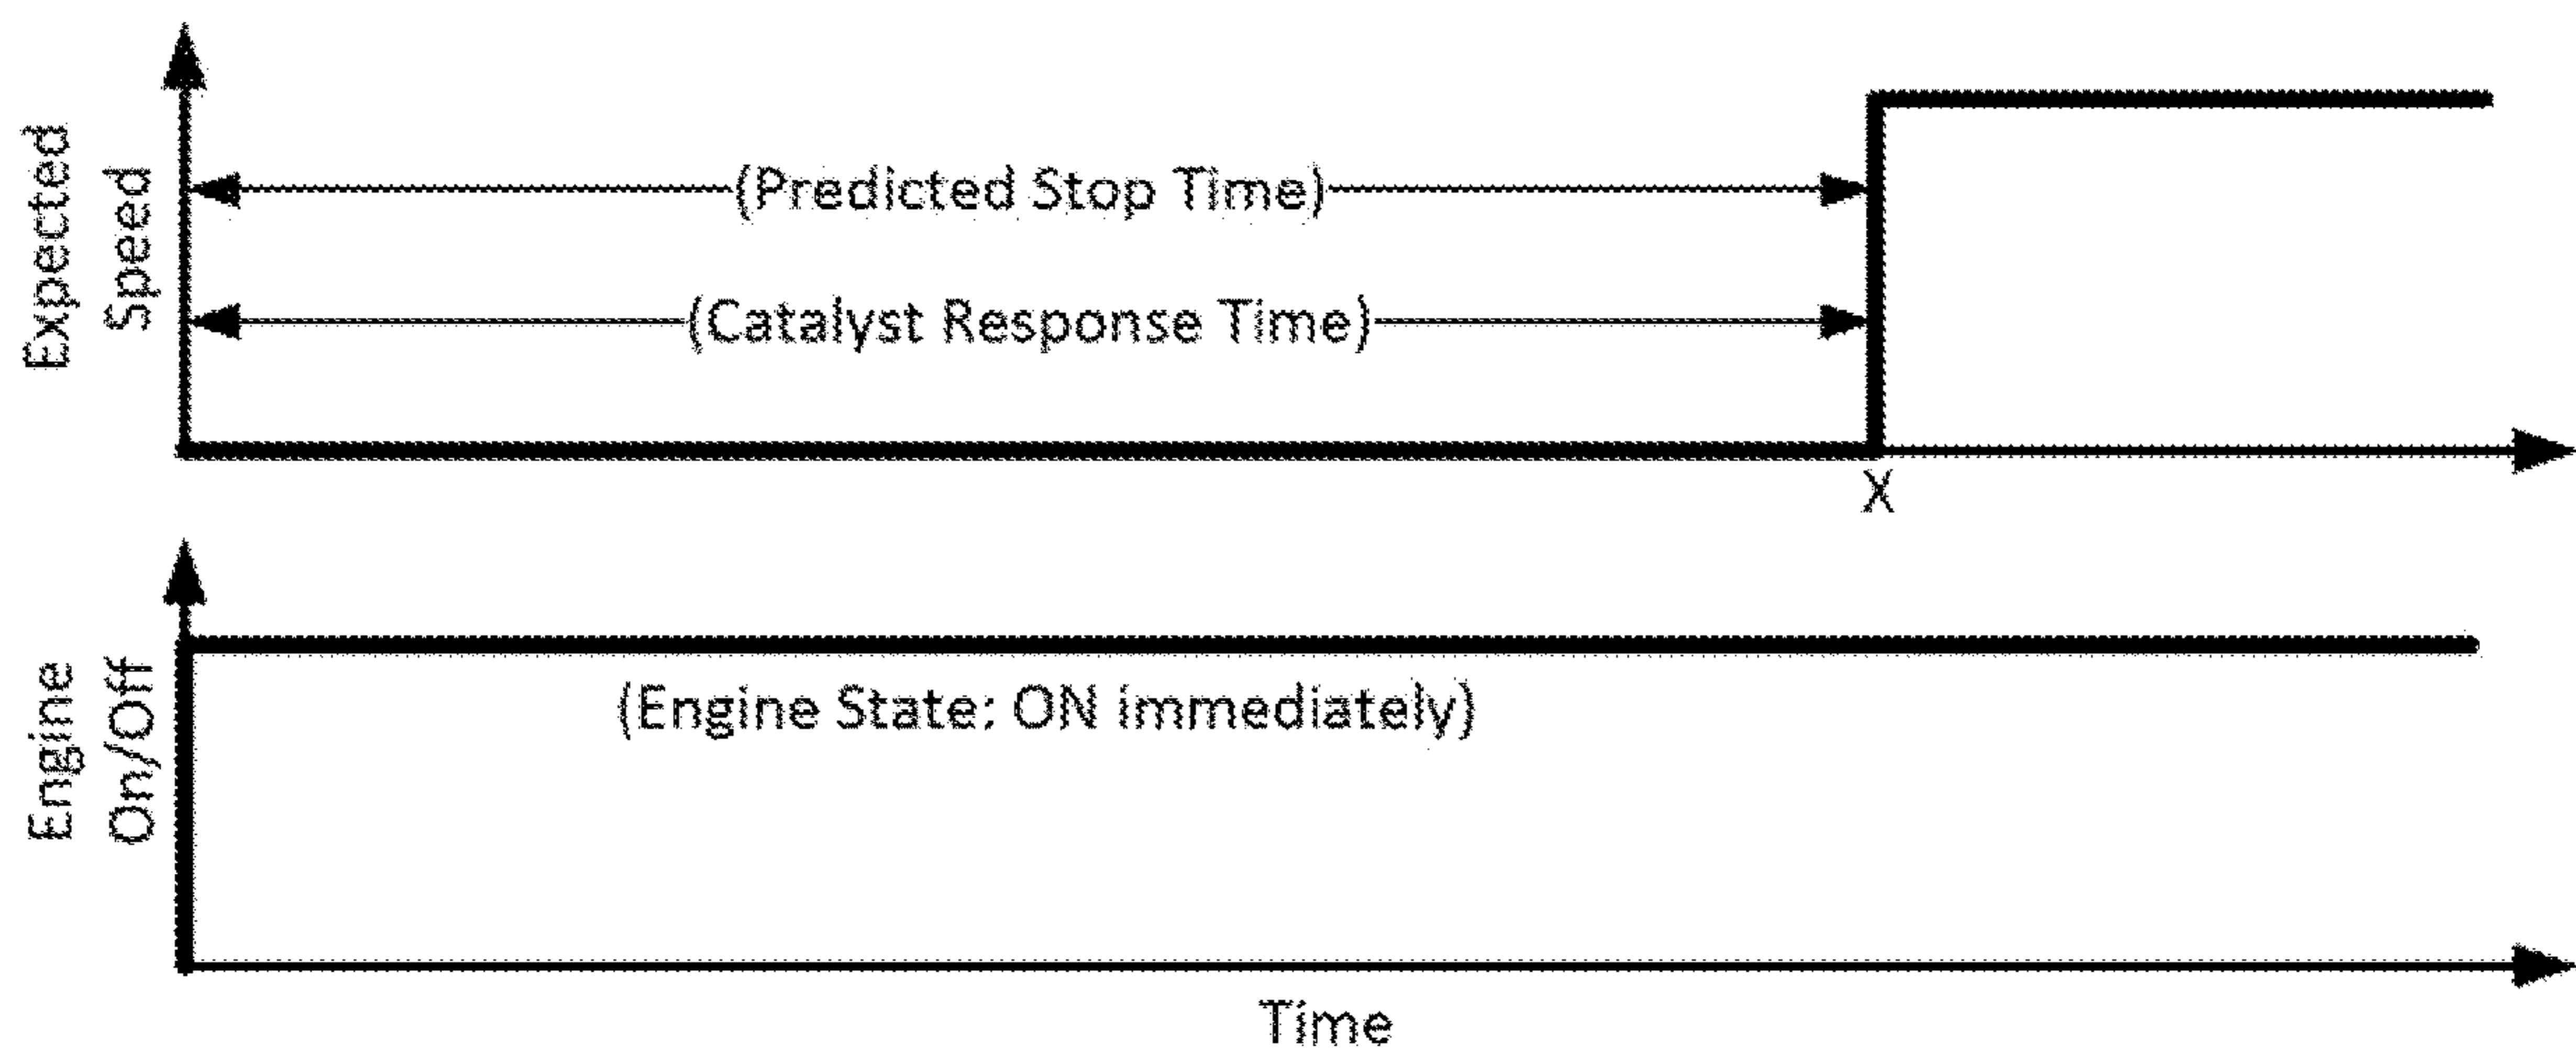 Expected
Speed
(Predicted Stop Time)
(Catalyst Response Time)
X
Engine
On/Off
(Engine State: ON immediately)
Time